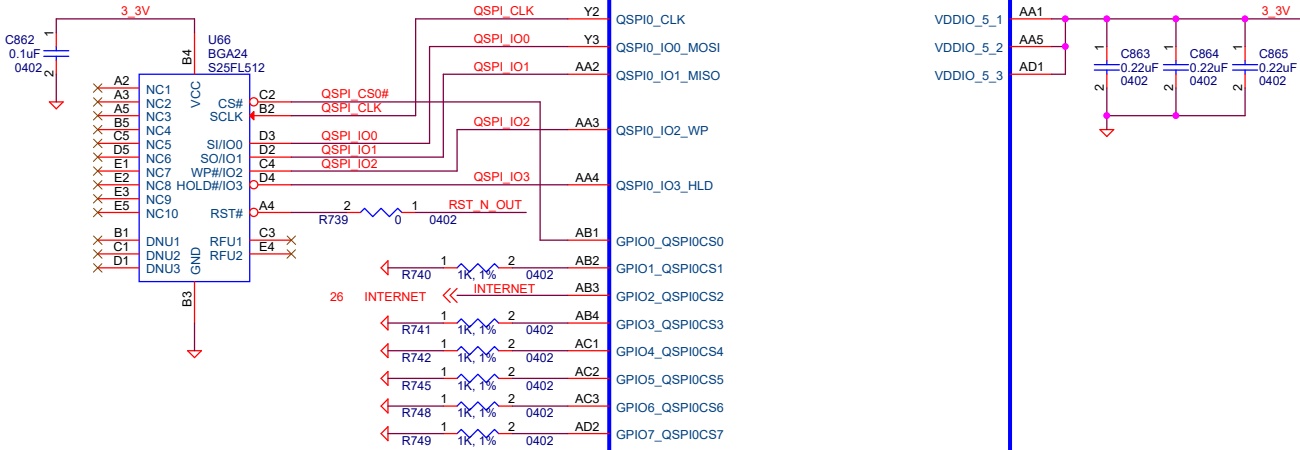 3_3V
C862
0.1uF
0402
1
2
U66
BGA24
S25FL512
B4
VCC
A2 NC1
A3 NC2
A5 NC3
B5 NC4
C5 NC5
D5 NC6
E1 NC7
E2 NC8
E3 NC9
E5 NC10
B1 DNU1
C1 DNU2
D1 DNU3
GND
B3
CS# C2 QSPI_CS0#
SCLK B2 QSPI_CLK
SI/IO0 D3 QSPI_IO0
SO/IO1 D2 QSPI_IO1
WP#/IO2 C4 QSPI_IO2
HOLD#/IO3 D4
RST# A4
RFU1 C3
RFU2 E4
2 1 RST_N_OUT
R739 0 0402
QSPI_CLK Y2 QSPI0_CLK
QSPI_IO0 Y3 QSPI0_IO0_MOSI
QSPI_IO1 AA2 QSPI0_IO1_MISO
QSPI_IO2 AA3 QSPI0_IO2_WP
QSPI_IO3 AA4 QSPI0_IO3_HLD
AB1 GPIO0_QSPI0CS0
1 2 AB2 GPIO1_QSPI0CS1
R740 1K, 1% 0402
26 INTERNET INTERNET AB3 GPIO2_QSPI0CS2
1 2 AB4 GPIO3_QSPI0CS3
R741 1K, 1% 0402
1 2 AC1 GPIO4_QSPI0CS4
R742 1K, 1% 0402
1 2 AC2 GPIO5_QSPI0CS5
R745 1K, 1% 0402
1 2 AC3 GPIO6_QSPI0CS6
R748 1K, 1% 0402
1 2 AD2 GPIO7_QSPI0CS7
R749 1K, 1% 0402
VDDIO_5_1 AA1 3_3V
VDDIO_5_2 AA5
VDDIO_5_3 AD1
1 1 1
C863 C864 C865
0.22uF 0.22uF 0.22uF
0402 0402 0402
2 2 2